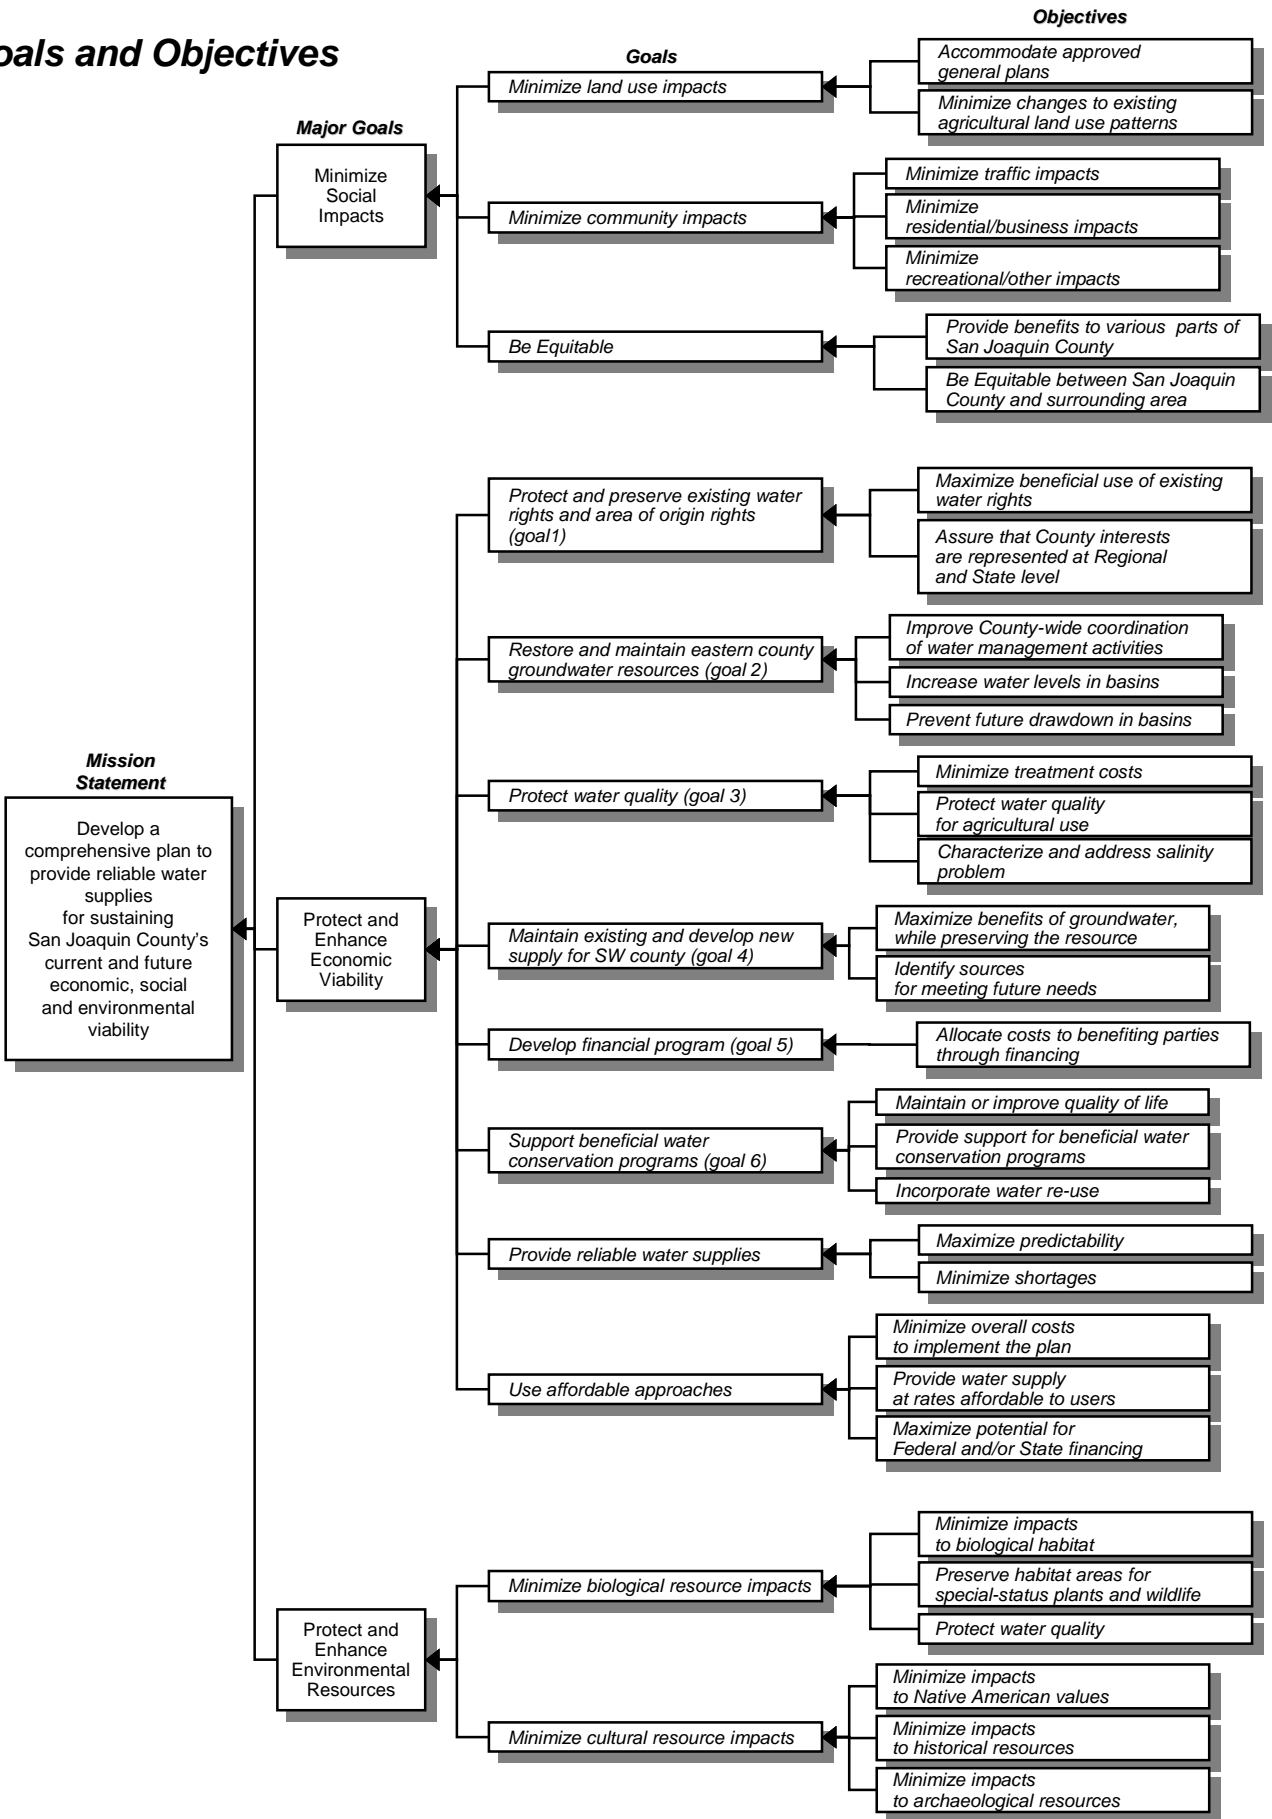 oals and Objectives
Objectives
Goals
Major Goals
Mission
Statement
Develop a
comprehensive plan to
provide reliable water
supplies
for sustaining
San Joaquin County's
current and future
economic, social
and environmental
viability
Minimize
Social
Impacts
Minimize land use impacts
Accommodate approved
general plans
Minimize changes to existing
agricultural land use patterns
Minimize community impacts
Minimize traffic impacts
Minimize
residential/business impacts
Minimize
recreational/other impacts
Be Equitable
Provide benefits to various parts of
San Joaquin County
Be Equitable between San Joaquin
County and surrounding area
Protect and
Enhance
Economic
Viability
Protect and preserve existing water
rights and area of origin rights
(goal1)
Maximize beneficial use of existing
water rights
Assure that County interests
are represented at Regional
and State level
Restore and maintain eastern county
groundwater resources (goal 2)
Improve County-wide coordination
of water management activities
Increase water levels in basins
Prevent future drawdown in basins
Protect water quality (goal 3)
Minimize treatment costs
Protect water quality
for agricultural use
Characterize and address salinity
problem
Maintain existing and develop new
supply for SW county (goal 4)
Maximize benefits of groundwater,
while preserving the resource
Identify sources
for meeting future needs
Develop financial program (goal 5)
Allocate costs to benefiting parties
through financing
Support beneficial water
conservation programs (goal 6)
Maintain or improve quality of life
Provide support for beneficial water
conservation programs
Incorporate water re-use
Provide reliable water supplies
Maximize predictability
Minimize shortages
Use affordable approaches
Minimize overall costs
to implement the plan
Provide water supply
at rates affordable to users
Maximize potential for
Federal and/or State financing
Protect and
Enhance
Environmental
Resources
Minimize biological resource impacts
Minimize impacts
to biological habitat
Preserve habitat areas for
special-status plants and wildlife
Protect water quality
Minimize cultural resource impacts
Minimize impacts
to Native American values
Minimize impacts
to historical resources
Minimize impacts
to archaeological resources